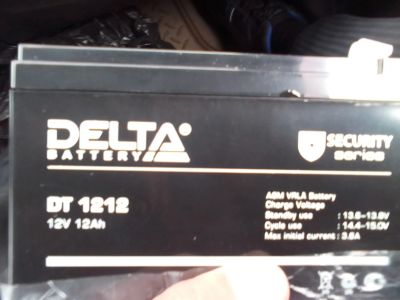 DELTA
BATTERY
SECURITY
series
DT 1212
12V 12Ah
AGM VRLA Battery
Charge Voltage
Standby use : 13.6-13.8V
Cycle use : 14.4-15.0V
Max initial current : 3.6A